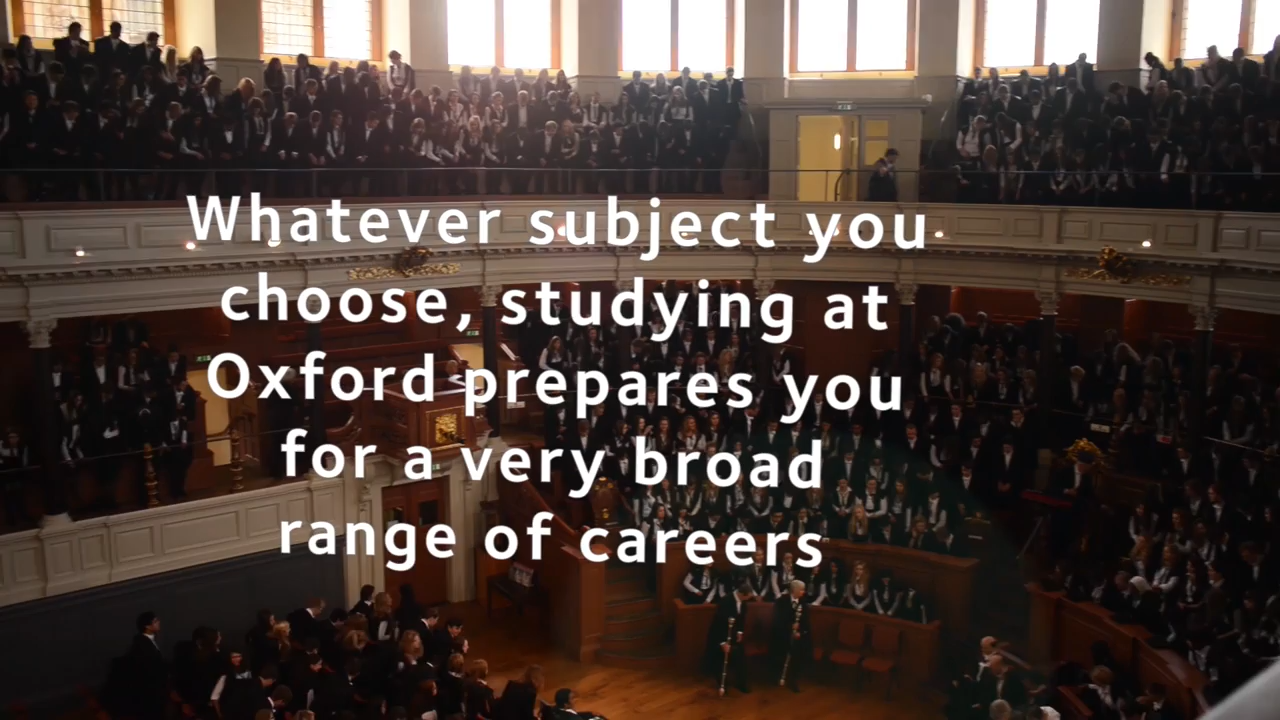 Whatever subject you
choose, studying at
Oxford prepares you
for a very broad
range of careers